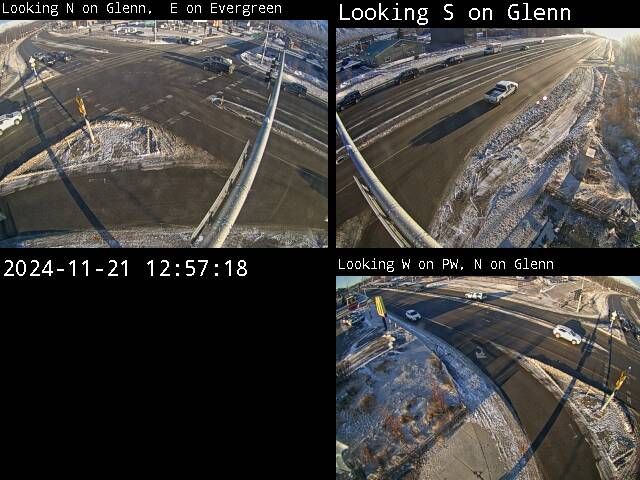 Looking N on Glenn,  E on Evergreen
Looking S on Glenn
2024-11-21 12:57:18
Looking W on PW, N on Glenn